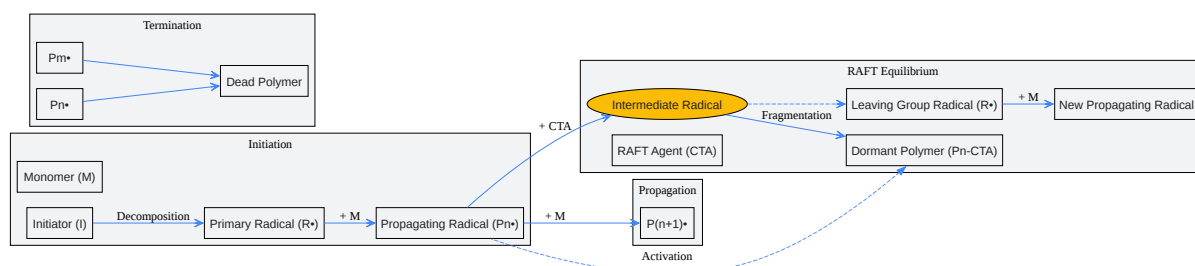 Termination
Pm•
Pn•
Dead Polymer
RAFT Equilibrium
Intermediate Radical
Leaving Group Radical (R•)
+ M
New Propagating Radical
Fragmentation
+ CTA
RAFT Agent (CTA)
Dormant Polymer (Pn-CTA)
Initiation
Monomer (M)
Initiator (I)
Decomposition
Primary Radical (R•)
+ M
Propagating Radical (Pn•)
+ M
Propagation
P(n+1)•
Activation